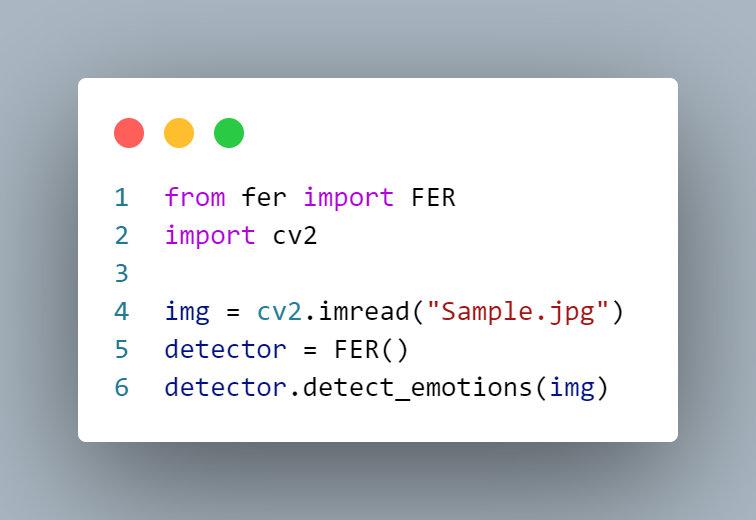 1 from fer import FER
2 import cv2
3
4 img = cv2.imread("Sample.jpg")
5 detector = FER()
6 detector.detect_emotions(img)